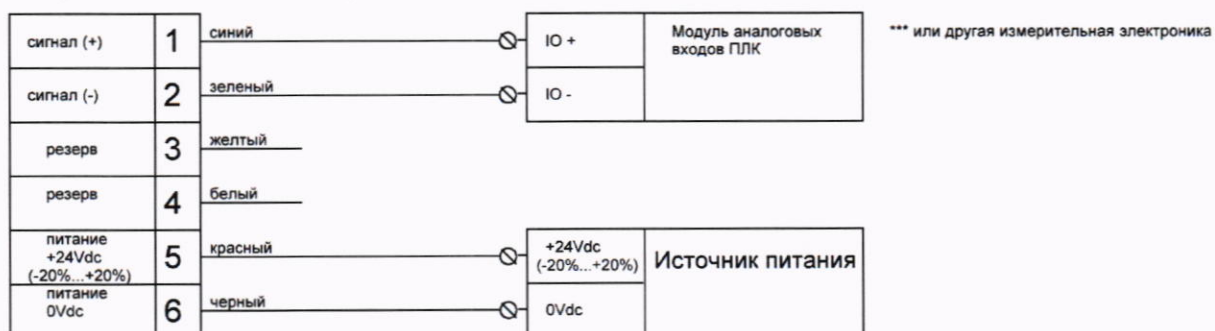 сигнал (+) 1 синий IO + Модуль аналоговых *** или другая измерительная электроника
входов ПЛК
сигнал (-) 2 зеленый IO -
резерв 3 желтый
резерв 4 белый
питание
+24Vdc
(-20%...+20%)
5 красный
+24Vdc
(-20%...+20%)
Источник питания
питание
0Vdc
6 черный 0Vdc